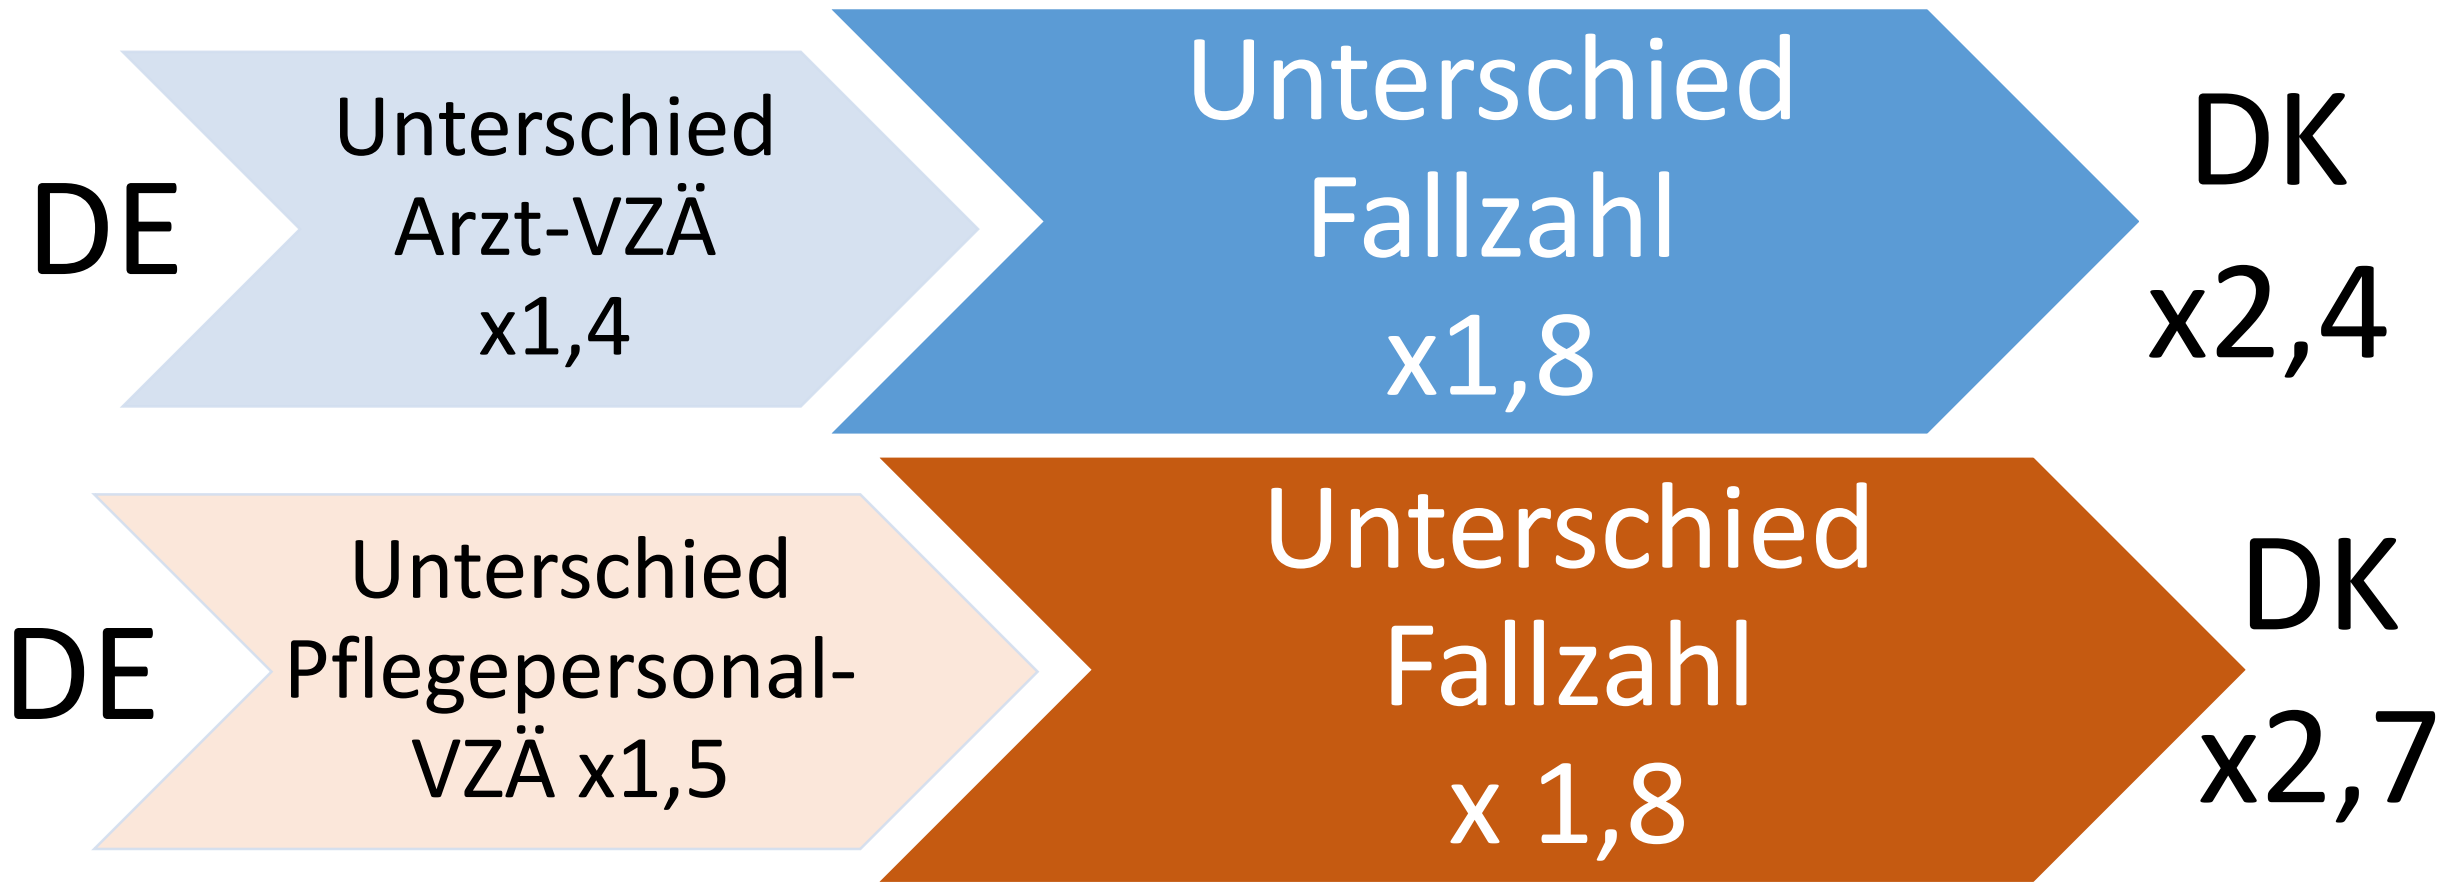 DE
Unterschied
Arzt-VZÄ
x1,4
Unterschied
Fallzahl
x1,8
DK
x2,4
DE
Unterschied
Pflegepersonal-
VZÄ x1,5
Unterschied
Fallzahl
x 1,8
DK
x2,7